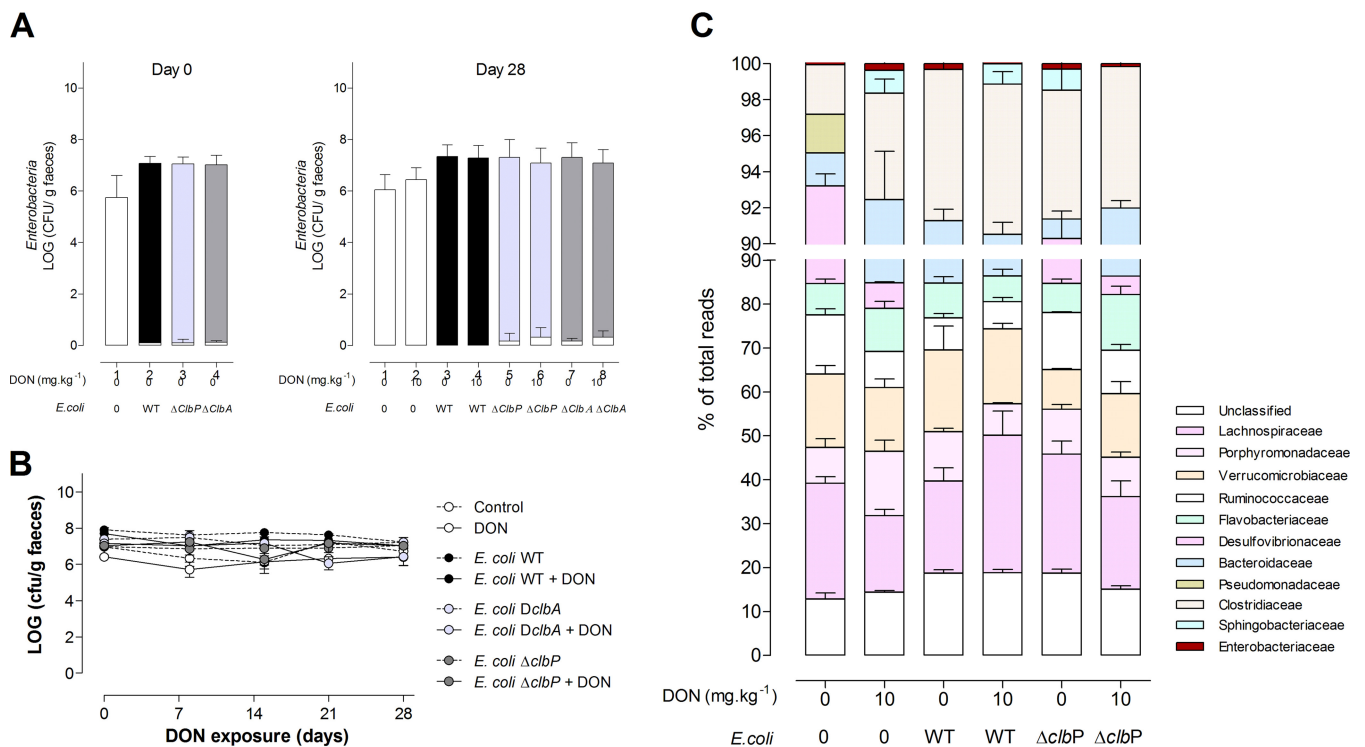 A
Day 0
Day 28
Enterobacteria
LOG (CFU/ g faeces)
10
8
6
4
2
0
1 2 3 4
DON (mg.kg-1) 0 0 0 0
E.coli 0 WT ΔClbP ΔClbA
Enterobacteria
LOG (CFU/ g faeces)
10
8
6
4
2
0
1 2 3 4 5 6 7 8
DON (mg.kg-1) 0 10 0 10 0 10 0 10
E.coli 0 0 WT WT ΔClbP ΔClbP ΔClbA ΔClbA
B
LOG (cfu/g faeces)
10
8
6
4
2
0
0 7 14 21 28
DON exposure (days)
Control
DON
E. coli WT
E. coli WT + DON
E. coli DclbA
E. coli DclbA + DON
E. coli ΔclbP
E. coli ΔclbP + DON
C
% of total reads
100
98
96
94
92
90
90
80
70
60
50
40
30
20
10
0
DON (mg.kg-1) 0 10 0 10 0 10
E.coli 0 0 WT WT ΔclbP ΔclbP
Unclassified
Lachnospiraceae
Porphyromonadaceae
Verrucomicrobiaceae
Ruminococcaceae
Flavobacteriaceae
Desulfovibrionaceae
Bacteroidaceae
Pseudomonadaceae
Clostridiaceae
Sphingobacteriaceae
Enterobacteriaceae